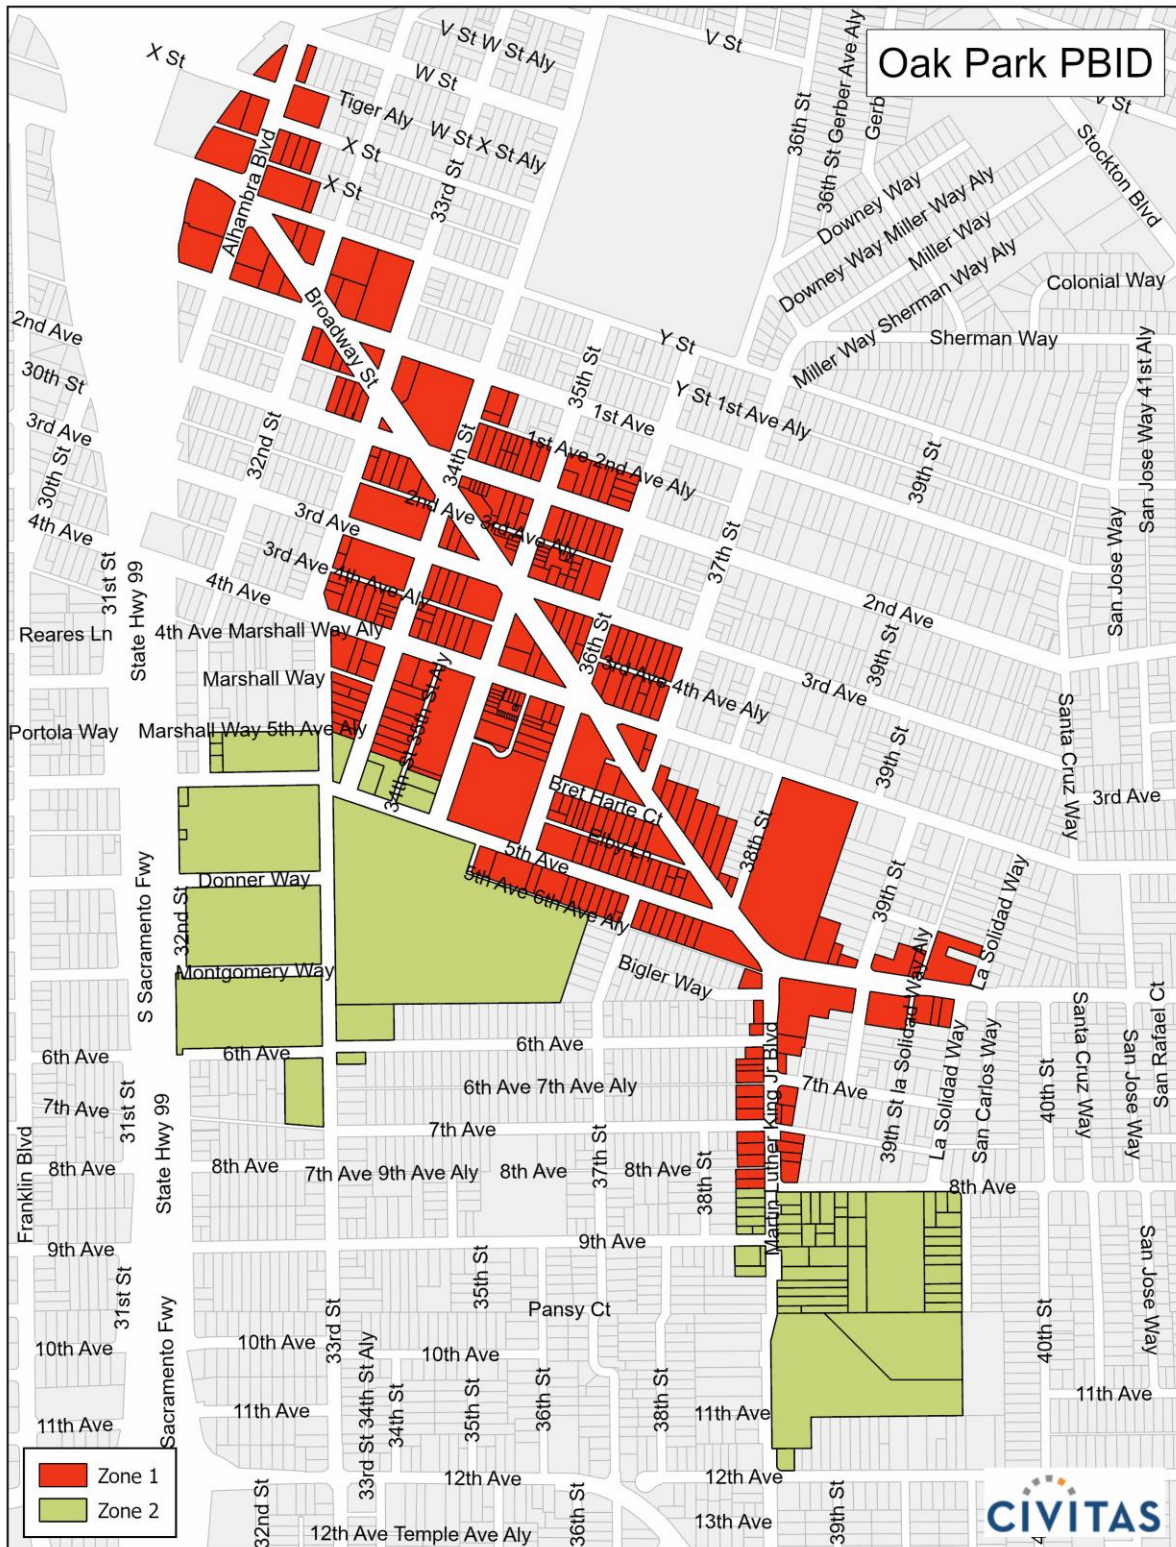 Oak Park PBID
V St W St Aly
V St
X St
W St
Tiger Aly
W St X St Aly
X St
X St
33rd St
Alhambra Blvd
36th St
36th St Gerber Ave Aly
V St
Stockton Blvd
Downey Way
Downey Way Miller Way Aly
Miller Way
Miller Way Sherman Way Aly
Colonial Way
Sherman Way
2nd Ave
30th St
3rd Ave
30th St
4th Ave
Broadway St
Y St
35th St
1st Ave
Y St 1st Ave Aly
1st Ave 2nd Ave Aly
San Jose Way 41st Aly
32nd St
34th St
39th St
3rd Ave
2nd Ave 3rd Ave Aly
37th St
San Jose Way
31st St
State Hwy 99
3rd Ave 4th Ave Aly
4th Ave
2nd Ave
Reares Ln
4th Ave Marshall Way Aly
36th St
3rd Ave 4th Ave Aly
3rd Ave
39th St
Marshall Way
34th St 35th St Aly
Santa Cruz Way
Portola Way
Marshall Way 5th Ave Aly
39th St
3rd Ave
Bret Harte Ct
Elby Ln
38th St
5th Ave
5th Ave 6th Ave Aly
39th St
S Sacramento Fwy
Donner Way
32nd St
Montgomery Way
Bigler Way
39th St la Solidad Way Aly
La Solidad Way
6th Ave
6th Ave
6th Ave
Martin Luther King Jr Blvd
La Solidad Way
San Carlos Way
40th St
Santa Cruz Way
San Jose Way
San Rafael Ct
7th Ave
31st St
State Hwy 99
6th Ave 7th Ave Aly
7th Ave
7th Ave
Franklin Blvd
8th Ave
8th Ave
7th Ave 9th Ave Aly
8th Ave
37th St
8th Ave
38th St
8th Ave
9th Ave
9th Ave
31st St
35th St
Pansy Ct
San Jose Way
10th Ave
Sacramento Fwy
10th Ave
33rd St
10th Ave
40th St
11th Ave
11th Ave
33rd St 34th St Aly
34th St
35th St
36th St
38th St
11th Ave
11th Ave
Zone 1
Zone 2
32nd St
12th Ave
12th Ave Temple Ave Aly
36th St
12th Ave
13th Ave
39th St
CIVITAS